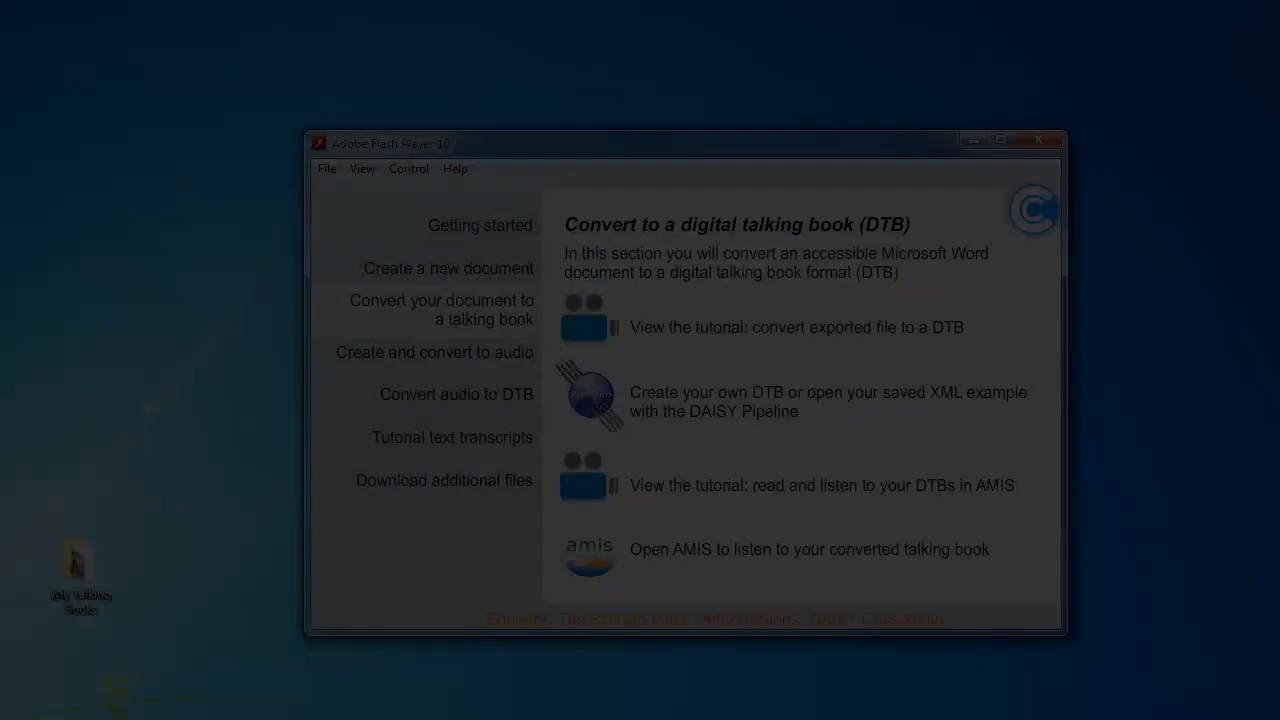 Adobe Flash Player 10
File View Control Help
Getting started
Create a new document
Convert your document to
a talking book
Create and convert to audio
Convert audio to DTB
Tutorial text transcripts
Download additional files
Convert to a digital talking book (DTB)
In this section you will convert an accessible Microsoft Word
document to a digital talking book format (DTB)
View the tutorial: convert exported file to a DTB
Create your own DTB or open your saved XML example
with the DAISY Pipeline
View the tutorial: read and listen to your DTBs in AMIS
amis
Open AMIS to listen to your converted talking book
DAISY Consortium
My Talking
Books